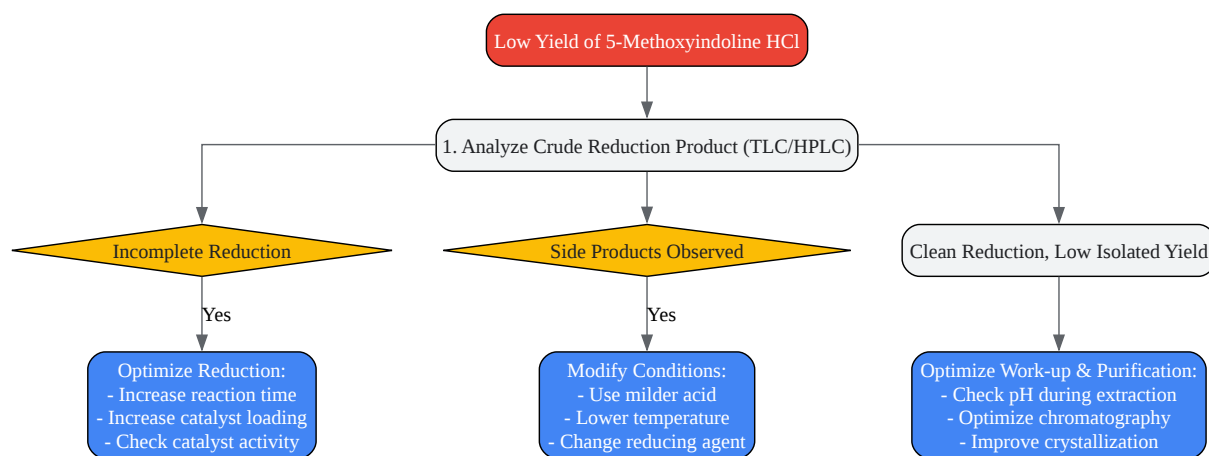 Low Yield of 5-Methoxyindoline HCl
1. Analyze Crude Reduction Product (TLC/HPLC)
Incomplete Reduction
Side Products Observed
Clean Reduction, Low Isolated Yield
Yes
Yes
Optimize Reduction:
- Increase reaction time
- Increase catalyst loading
- Check catalyst activity
Modify Conditions:
- Use milder acid
- Lower temperature
- Change reducing agent
Optimize Work-up & Purification:
- Check pH during extraction
- Optimize chromatography
- Improve crystallization